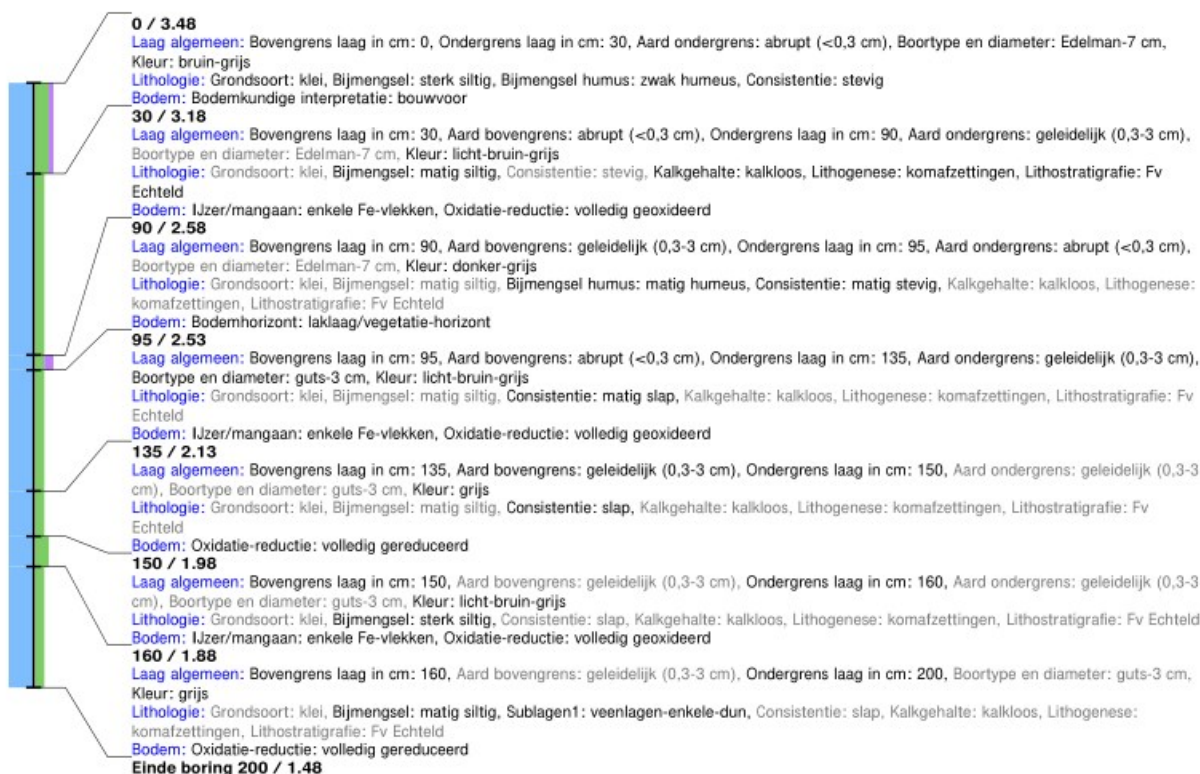 0 / 3.48
Laag algemeen: Bovengrens laag in cm: 0, Ondergrens laag in cm: 30, Aard ondergrens: abrupt (<0,3 cm), Boortype en diameter: Edelman-7 cm,
Kleur: bruin-grijs
Lithologie: Grondsoort: klei, Bijmengsel: sterk siltig, Bijmengsel humus: zwak humeus, Consistentie: stevig
Bodem: Bodemkundige interpretatie: bouwvoor
30 / 3.18
Laag algemeen: Bovengrens laag in cm: 30, Aard bovengrens: abrupt (<0,3 cm), Ondergrens laag in cm: 90, Aard ondergrens: geleidelijk (0,3-3 cm),
Boortype en diameter: Edelman-7 cm, Kleur: licht-bruin-grijs
Lithologie: Grondsoort: klei, Bijmengsel: matig siltig, Consistentie: stevig, Kalkgehalte: kalkloos, Lithogenese: komafzettingen, Lithostratigrafie: Fv
Echteld
Bodem: IJzer/mangaan: enkele Fe-vlekken, Oxidatie-reductie: volledig geoxideerd
90 / 2.58
Laag algemeen: Bovengrens laag in cm: 90, Aard bovengrens: geleidelijk (0,3-3 cm), Ondergrens laag in cm: 95, Aard ondergrens: abrupt (<0,3 cm),
Boortype en diameter: Edelman-7 cm, Kleur: donker-grijs
Lithologie: Grondsoort: klei, Bijmengsel: matig siltig, Bijmengsel humus: matig humeus, Consistentie: matig stevig, Kalkgehalte: kalkloos, Lithogenese:
komafzettingen, Lithostratigrafie: Fv Echteld
Bodem: Bodemhorizont: laklaag/vegetatie-horizont
95 / 2.53
Laag algemeen: Bovengrens laag in cm: 95, Aard bovengrens: abrupt (<0,3 cm), Ondergrens laag in cm: 135, Aard ondergrens: geleidelijk (0,3-3 cm),
Boortype en diameter: guts-3 cm, Kleur: licht-bruin-grijs
Lithologie: Grondsoort: klei, Bijmengsel: matig siltig, Consistentie: matig slap, Kalkgehalte: kalkloos, Lithogenese: komafzettingen, Lithostratigrafie: Fv
Echteld
Bodem: IJzer/mangaan: enkele Fe-vlekken, Oxidatie-reductie: volledig geoxideerd
135 / 2.13
Laag algemeen: Bovengrens laag in cm: 135, Aard bovengrens: geleidelijk (0,3-3 cm), Ondergrens laag in cm: 150, Aard ondergrens: geleidelijk (0,3-3
cm), Boortype en diameter: guts-3 cm, Kleur: grijs
Lithologie: Grondsoort: klei, Bijmengsel: matig siltig, Consistentie: slap, Kalkgehalte: kalkloos, Lithogenese: komafzettingen, Lithostratigrafie: Fv
Echteld
Bodem: Oxidatie-reductie: volledig gereduceerd
150 / 1.98
Laag algemeen: Bovengrens laag in cm: 150, Aard bovengrens: geleidelijk (0,3-3 cm), Ondergrens laag in cm: 160, Aard ondergrens: geleidelijk (0,3-3
cm), Boortype en diameter: guts-3 cm, Kleur: licht-bruin-grijs
Lithologie: Grondsoort: klei, Bijmengsel: sterk siltig, Consistentie: slap, Kalkgehalte: kalkloos, Lithogenese: komafzettingen, Lithostratigrafie: Fv Echteld
Bodem: IJzer/mangaan: enkele Fe-vlekken, Oxidatie-reductie: volledig geoxideerd
160 / 1.88
Laag algemeen: Bovengrens laag in cm: 160, Aard bovengrens: geleidelijk (0,3-3 cm), Ondergrens laag in cm: 200, Boortype en diameter: guts-3 cm,
Kleur: grijs
Lithologie: Grondsoort: klei, Bijmengsel: matig siltig, Sublagen1: veenlagen-enkele-dun, Consistentie: slap, Kalkgehalte: kalkloos, Lithogenese:
komafzettingen, Lithostratigrafie: Fv Echteld
Bodem: Oxidatie-reductie: volledig gereduceerd
Einde boring 200 / 1.48